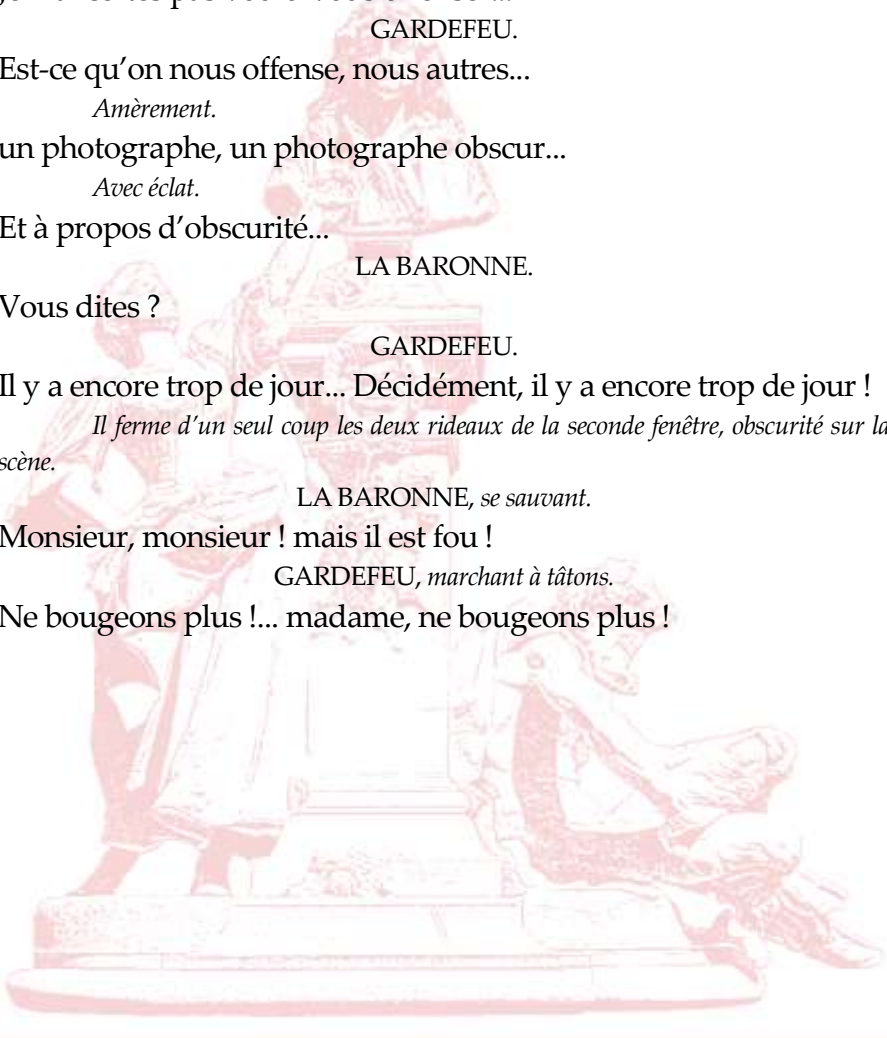 GARDEFEU.
Est-ce qu'on nous offense, nous autres...
Amèrement.
un photographe, un photographe obscur...
Avec éclat.
Et à propos d'obscurité...
LA BARONNE.
Vous dites ?
GARDEFEU.
Il y a encore trop de jour... Décidément, il y a encore trop de jour !
Il ferme d'un seul coup les deux rideaux de la seconde fenêtre, obscurité sur la
scène.
LA BARONNE, se sauvant.
Monsieur, monsieur ! mais il est fou !
GARDEFEU, marchant à tâtons.
Ne bougeons plus !... madame, ne bougeons plus !